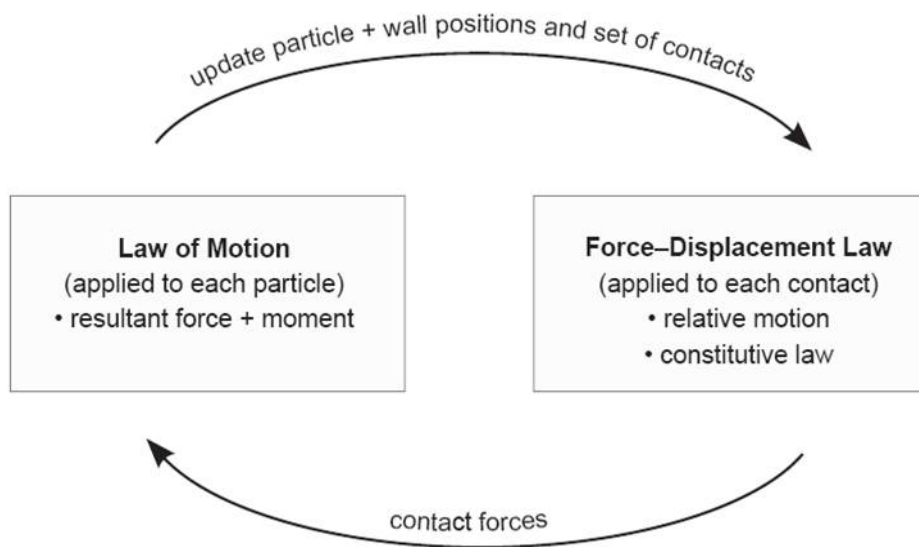 update particle + wall positions and set of contacts
Law of Motion
(applied to each particle)
• resultant force + moment
Force–Displacement Law
(applied to each contact)
• relative motion
• constitutive law
contact forces